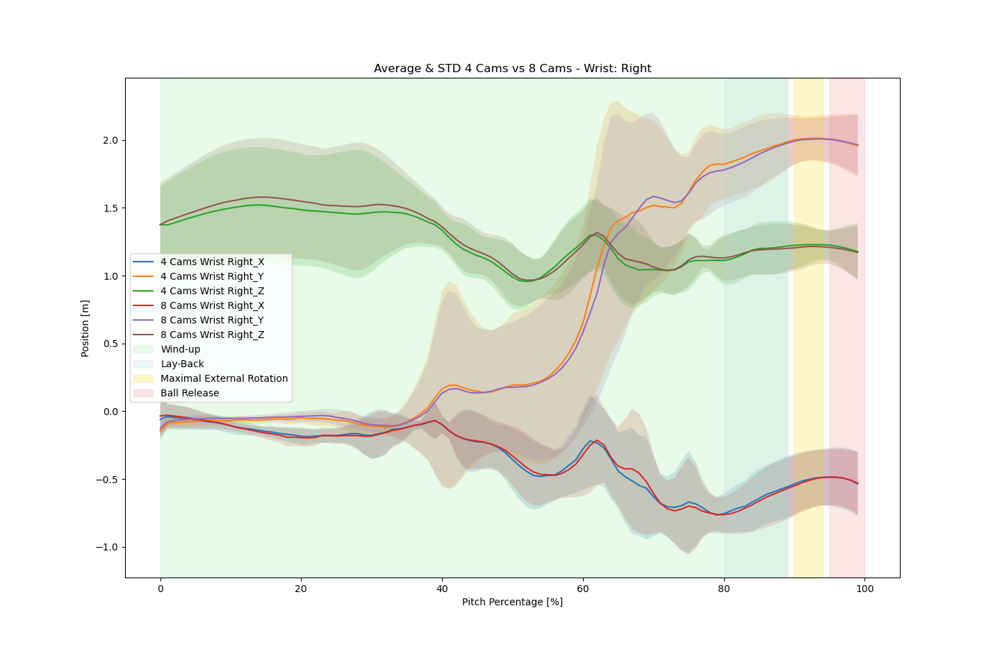 Average & STD 4 Cams vs 8 Cams - Wrist: Right
Position [m]
2.0
1.5
1.0
0.5
0.0
−0.5
−1.0
4 Cams Wrist Right_X
4 Cams Wrist Right_Y
4 Cams Wrist Right_Z
8 Cams Wrist Right_X
8 Cams Wrist Right_Y
8 Cams Wrist Right_Z
Wind-up
Lay-Back
Maximal External Rotation
Ball Release
0 20 40 60 80 100
Pitch Percentage [%]